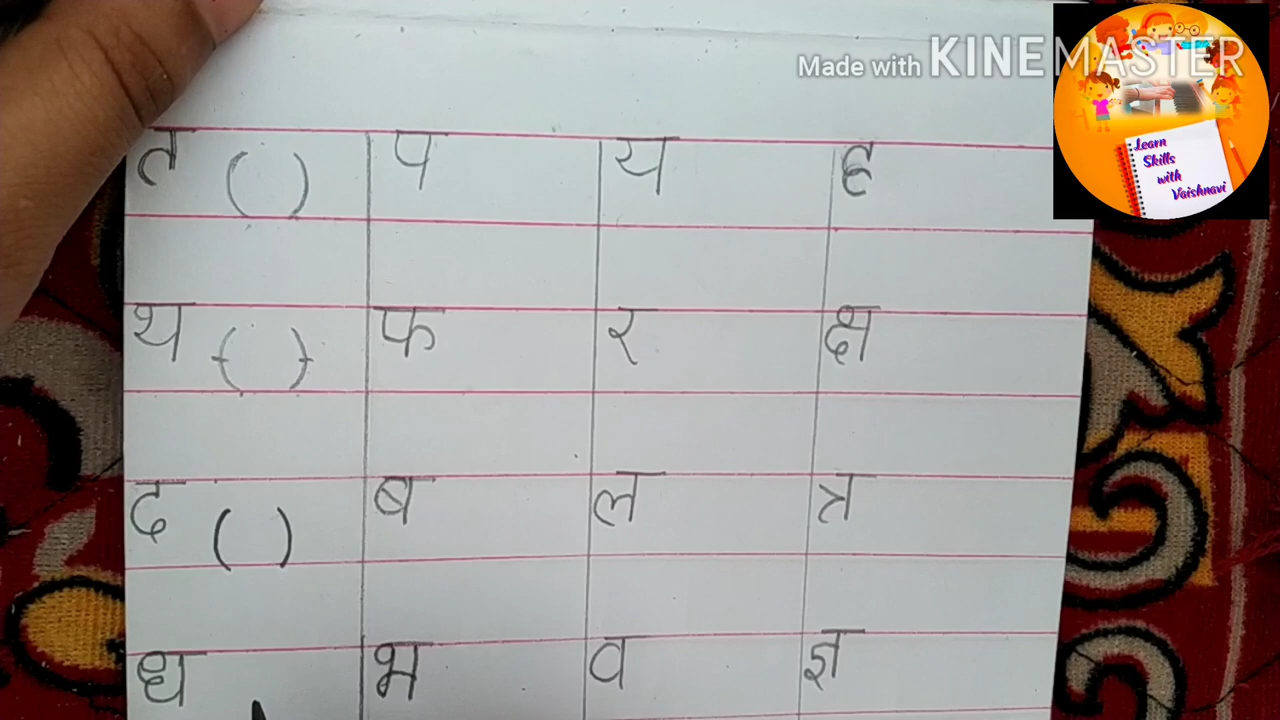 Made with KINEMASTER
Learn
Skills
with
Vaishnavi
त ( ) प य ह
थ ( ) फ र क्ष
द ( ) ब ल त्र
ध भ व ज्ञ